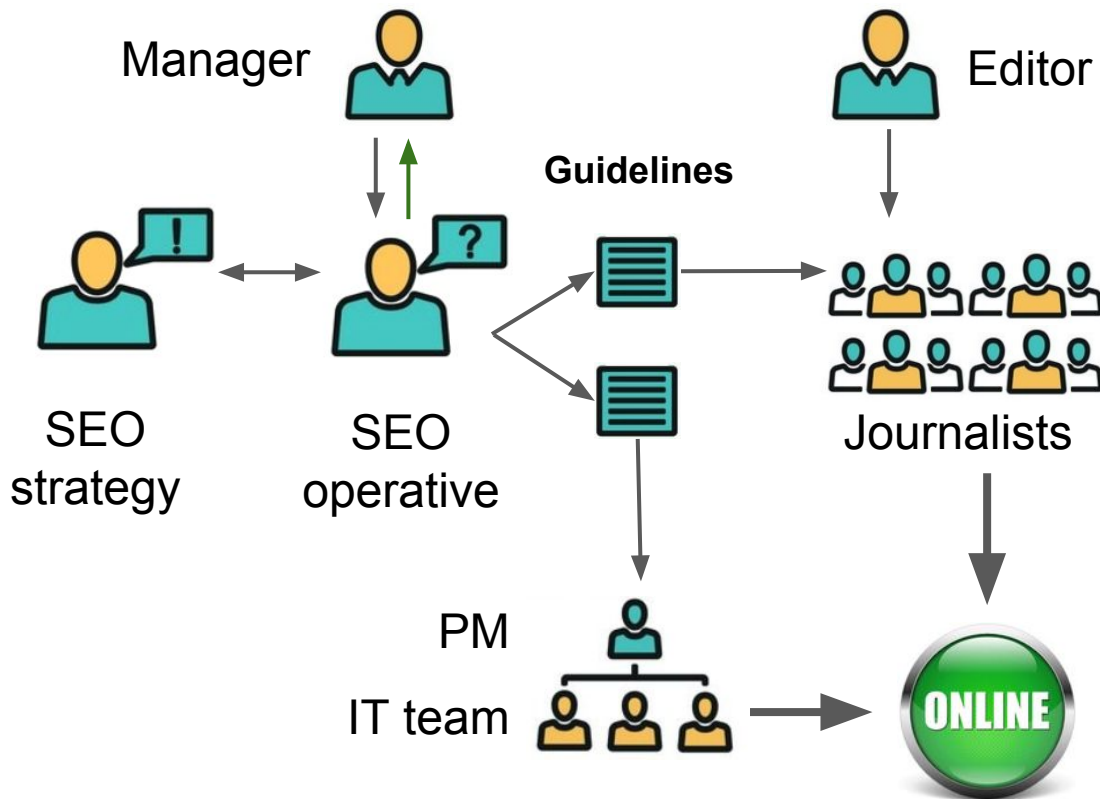 Manager
Editor
Guidelines
!
?
SEO
strategy
SEO
operative
Journalists
PM
IT team
ONLINE